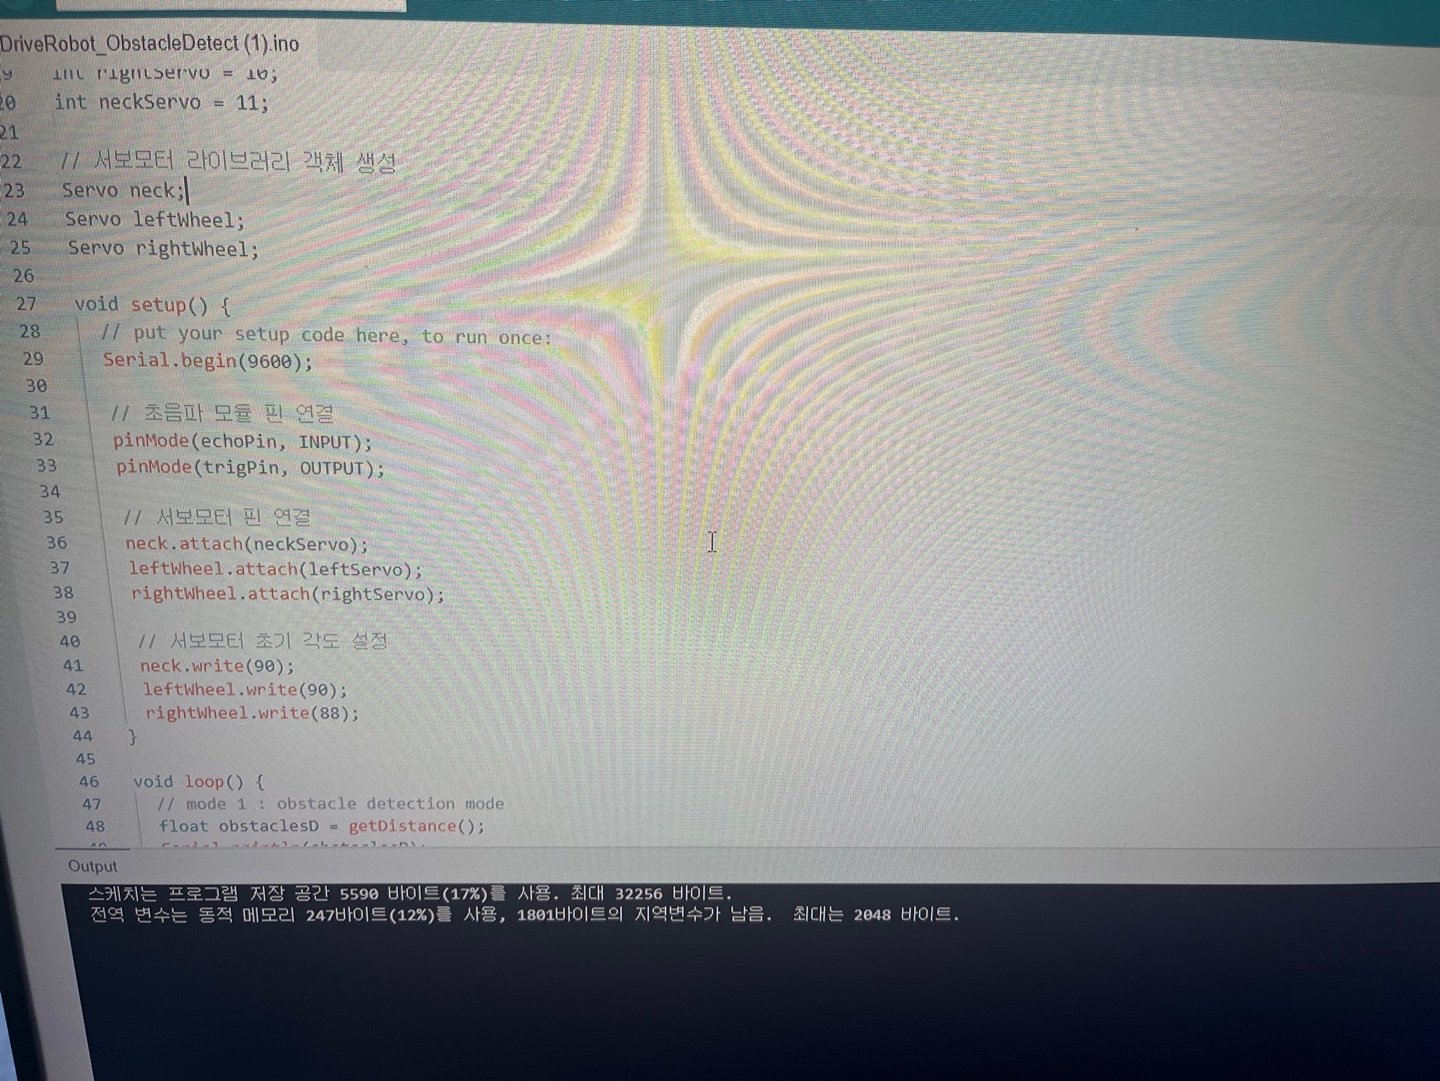 DriveRobot_ObstacleDetect (1).ino
9 int rightServo = 10;
20 int neckServo = 11;
21
22 // 서보모터 라이브러리 객체 생성
23 Servo neck;
24 Servo leftWheel;
25 Servo rightWheel;
26
27 void setup() {
28 // put your setup code here, to run once:
29 Serial.begin(9600);
30
31 // 초음파 모듈 핀 연결
32 pinMode(echoPin, INPUT);
33 pinMode(trigPin, OUTPUT);
34
35 // 서보모터 핀 연결
36 neck.attach(neckServo);
37 leftWheel.attach(leftServo);
38 rightWheel.attach(rightServo);
39
40 // 서보모터 초기 각도 설정
41 neck.write(90);
42 leftWheel.write(90);
43 rightWheel.write(88);
44 }
45
46 void loop() {
47 // mode 1 : obstacle detection mode
48 float obstaclesD = getDistance();
Output
스케치는 프로그램 저장 공간 5590 바이트(17%)를 사용. 최대 32256 바이트.
전역 변수는 동적 메모리 247바이트(12%)를 사용, 1801바이트의 지역변수가 남음.  최대는 2048 바이트.